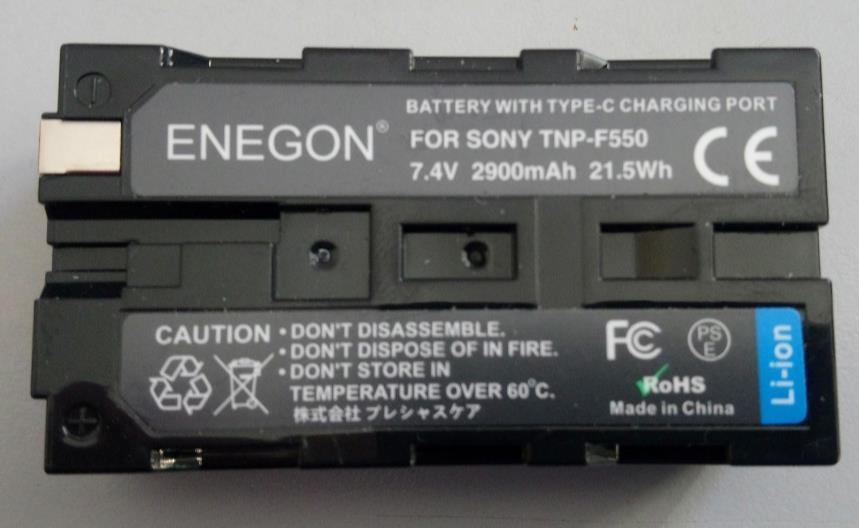 BATTERY WITH TYPE-C CHARGING PORT
ENEGON®
FOR SONY TNP-F550
7.4V 2900mAh 21.5Wh
CE
CAUTION
• DON'T DISASSEMBLE.
• DON'T DISPOSE OF IN FIRE.
• DON'T STORE IN
TEMPERATURE OVER 60°C.
株式会社 プレシャスケア
FC
PSE
RoHS
Made in China
Li-ion